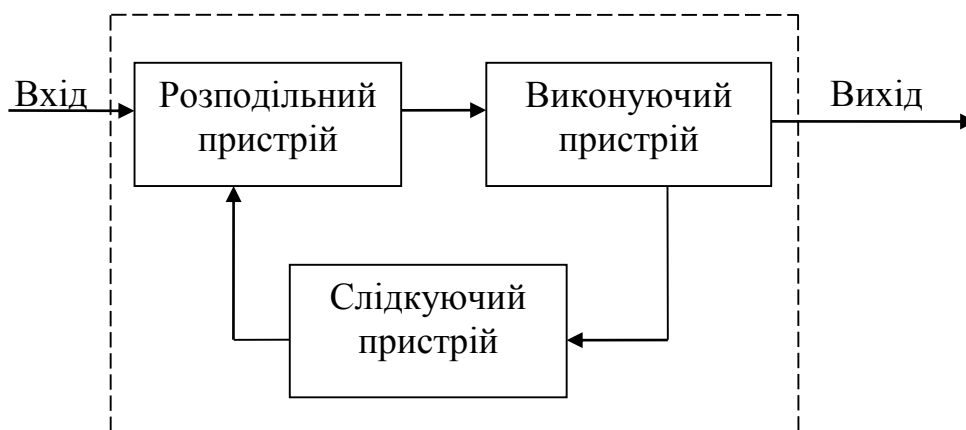 Вхід
Розподільний
пристрій
Виконуючий
пристрій
Вихід
Слідкуючий
пристрій